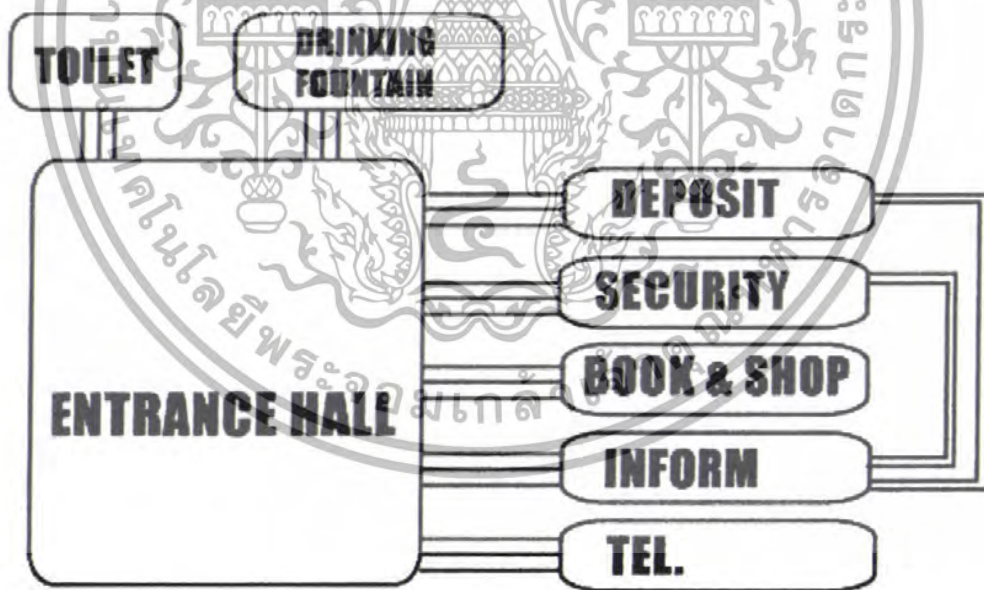 TOILET
DRINKING
FOUNTAIN
DEPOSIT
SECURITY
BOOK & SHOP
ENTRANCE HALL
INFORM
TEL.